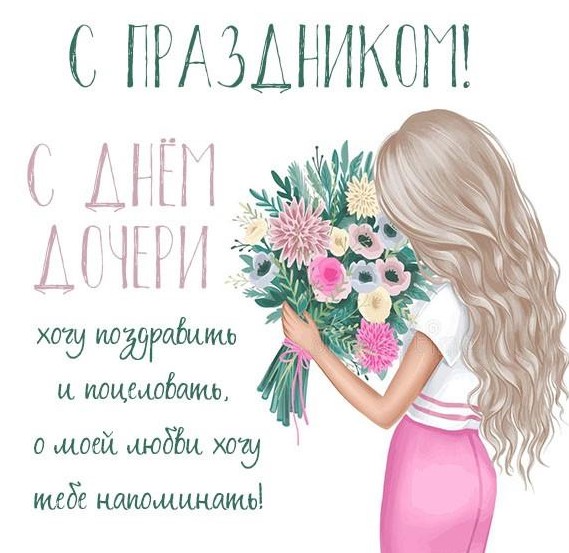 С ПРАЗДНИКОМ!
С ДНЁМ
ДОЧЕРИ
хочу поздравить
и поцеловать,
о моей любви хочу
тебе напоминать!